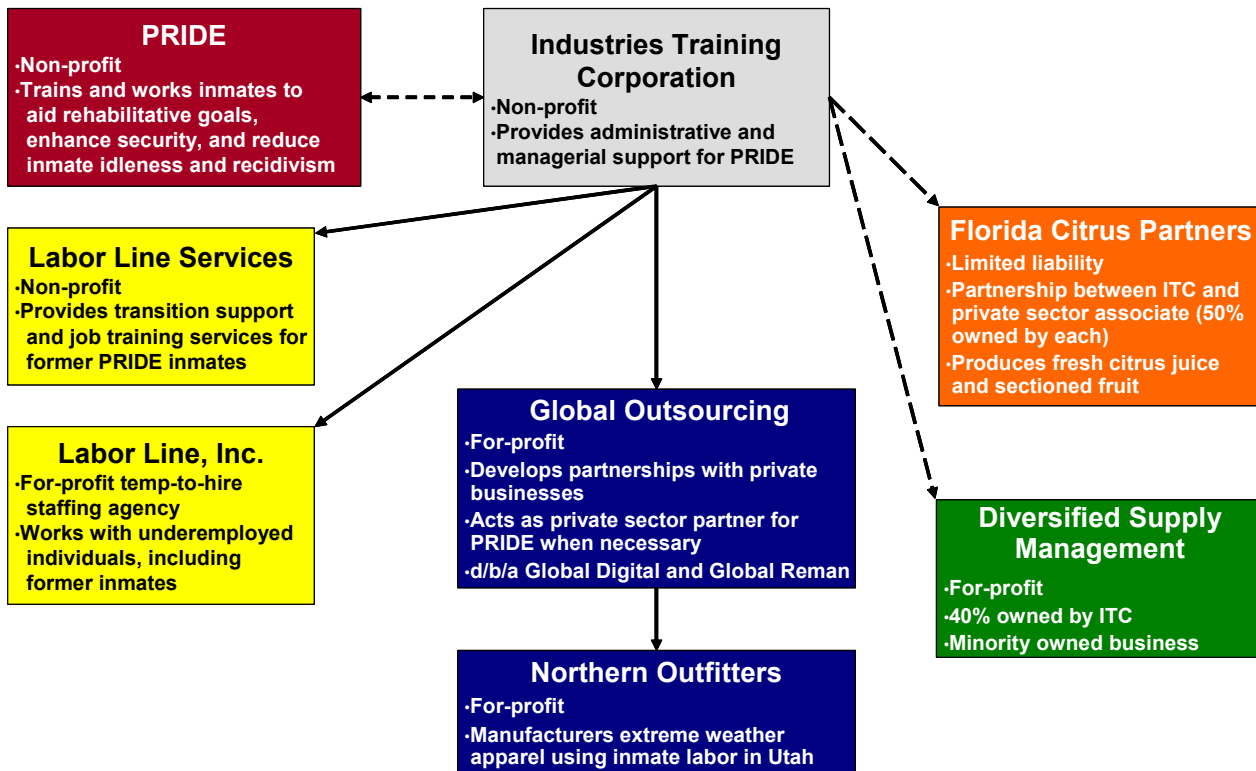 PRIDE
·Non-profit
·Trains and works inmates to
aid rehabilitative goals,
enhance security, and reduce
inmate idleness and recidivism
Industries Training
Corporation
·Non-profit
·Provides administrative and
managerial support for PRIDE
Labor Line Services
·Non-profit
·Provides transition support
and job training services for
former PRIDE inmates
Florida Citrus Partners
·Limited liability
·Partnership between ITC and
private sector associate (50%
owned by each)
·Produces fresh citrus juice
and sectioned fruit
Labor Line, Inc.
·For-profit temp-to-hire
staffing agency
·Works with underemployed
individuals, including
former inmates
Global Outsourcing
·For-profit
·Develops partnerships with private
businesses
·Acts as private sector partner for
PRIDE when necessary
·d/b/a Global Digital and Global Reman
Diversified Supply
Management
·For-profit
·40% owned by ITC
·Minority owned business
Northern Outfitters
·For-profit
·Manufacturers extreme weather
apparel using inmate labor in Utah